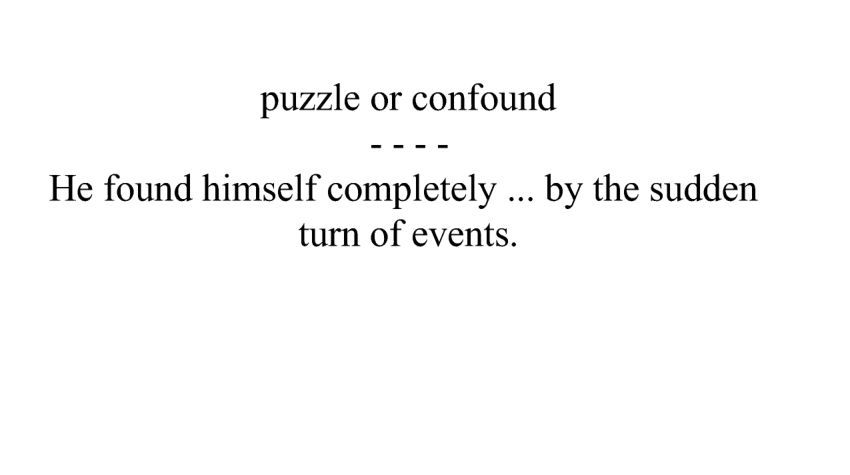 puzzle or confound
- - - -
He found himself completely ... by the sudden
turn of events.